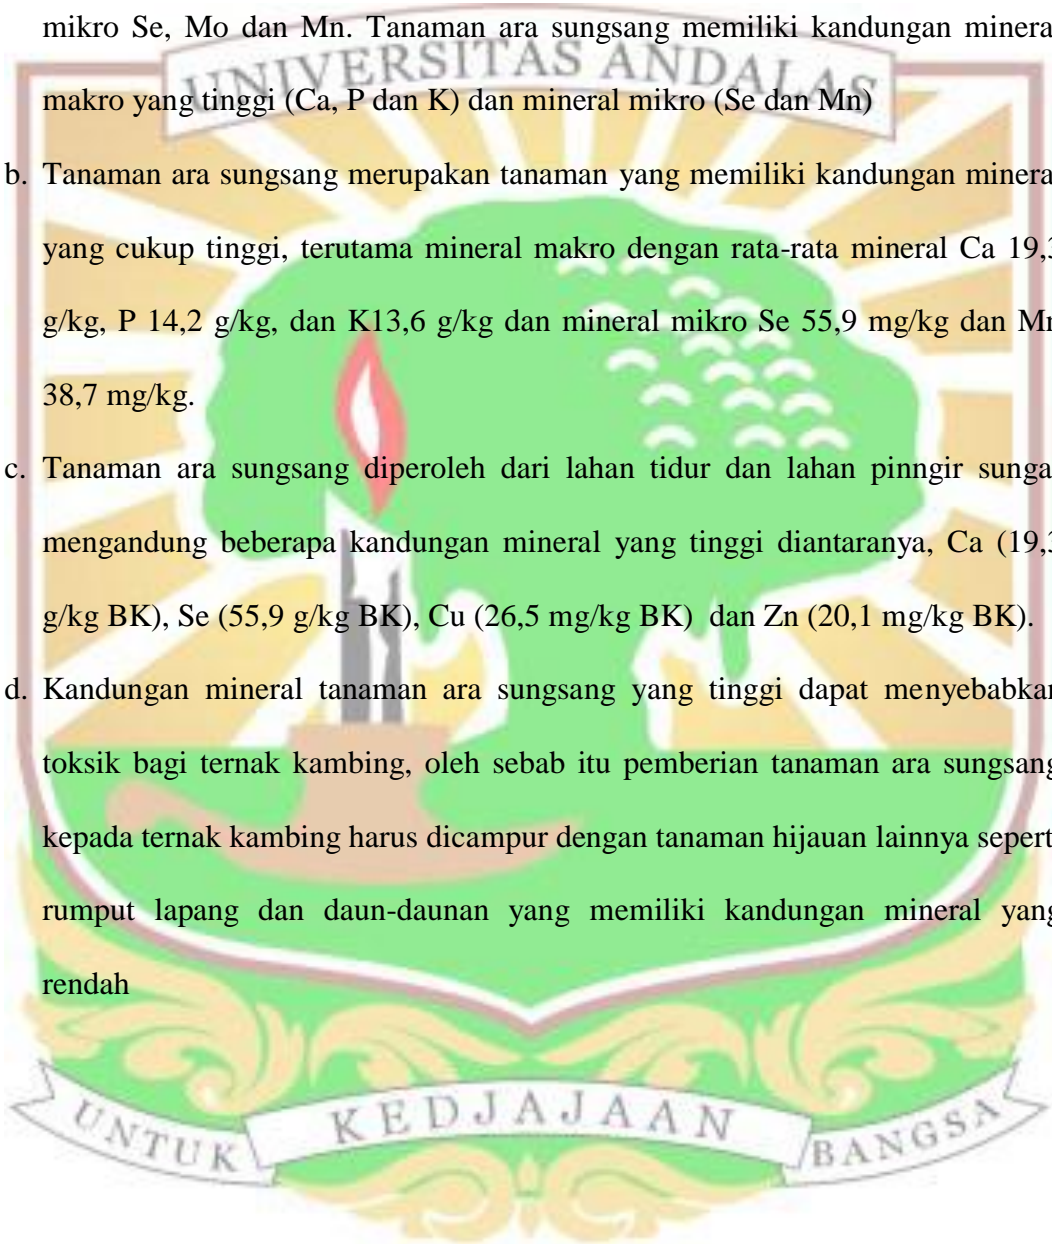 mikro Se, Mo dan Mn. Tanaman ara sungsang memiliki kandungan minera
UNIVERSITAS ANDALAS
makro yang tinggi (Ca, P dan K) dan mineral mikro (Se dan Mn)
b. Tanaman ara sungsang merupakan tanaman yang memiliki kandungan minera
yang cukup tinggi, terutama mineral makro dengan rata-rata mineral Ca 19,3
g/kg, P 14,2 g/kg, dan K13,6 g/kg dan mineral mikro Se 55,9 mg/kg dan Mn
38,7 mg/kg.
c. Tanaman ara sungsang diperoleh dari lahan tidur dan lahan pinngir sunga
mengandung beberapa kandungan mineral yang tinggi diantaranya, Ca (19,3
g/kg BK), Se (55,9 g/kg BK), Cu (26,5 mg/kg BK) dan Zn (20,1 mg/kg BK).
d. Kandungan mineral tanaman ara sungsang yang tinggi dapat menyebabkan
toksik bagi ternak kambing, oleh sebab itu pemberian tanaman ara sungsang
kepada ternak kambing harus dicampur dengan tanaman hijauan lainnya sepert
rumput lapang dan daun-daunan yang memiliki kandungan mineral yang
rendah
UNTUK KEDJAJAAN BANGSA